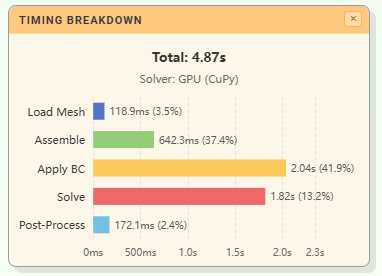 TIMING BREAKDOWN ×
Total: 4.87s
Solver: GPU (CuPy)
Load Mesh 118.9ms (3.5%)
Assemble 642.3ms (37.4%)
Apply BC 2.04s (41.9%)
Solve 1.82s (13.2%)
Post-Process 172.1ms (2.4%)
0ms 500ms 1.0s 1.5s 2.0s 2.3s